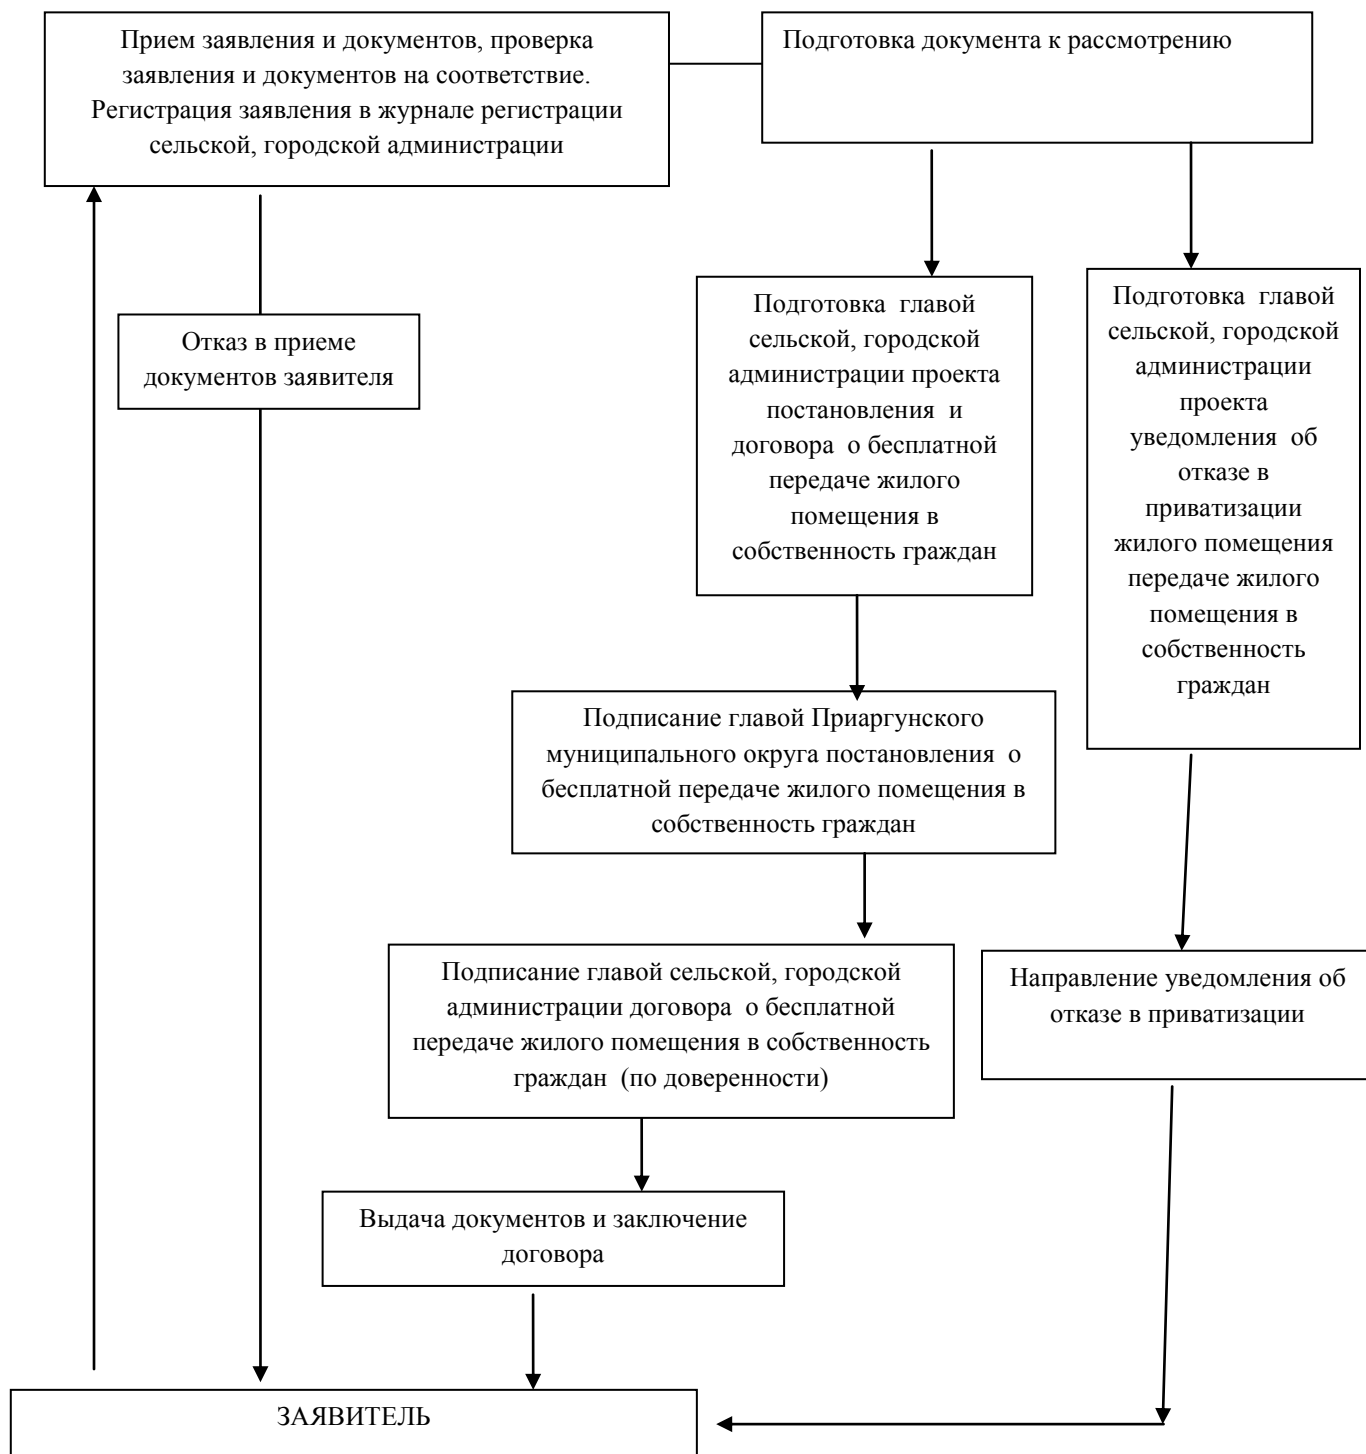 Прием заявления и документов, проверка
заявления и документов на соответствие.
Регистрация заявления в журнале регистрации
сельской, городской администрации
Подготовка документа к рассмотрению
Отказ в приеме
документов заявителя
Подготовка  главой
сельской, городской
администрации проекта
постановления  и
договора  о бесплатной
передаче жилого
помещения в
собственность граждан
Подготовка  главой
сельской, городской
администрации
проекта
уведомления  об
отказе в
приватизации
жилого помещения
передаче жилого
помещения в
собственность
граждан
Подписание главой Приаргунского
муниципального округа постановления  о
бесплатной передаче жилого помещения в
собственность граждан
Подписание главой сельской, городской
администрации договора  о бесплатной
передаче жилого помещения в собственность
граждан  (по доверенности)
Направление уведомления об
отказе в приватизации
Выдача документов и заключение
договора
ЗАЯВИТЕЛЬ